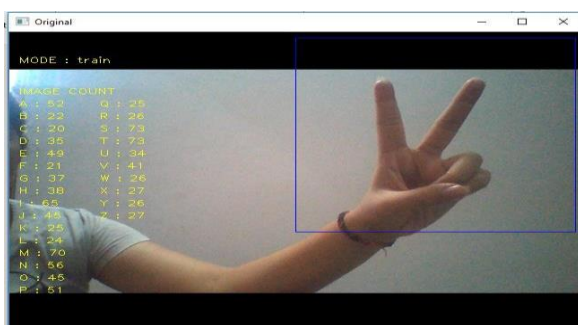 Original
MODE : train
IMAGE COUNT
A : 52 Q : 25
B : 22 R : 26
C : 20 S : 73
D : 35 T : 73
E : 49 U : 34
F : 21 V : 41
G : 37 W : 26
H : 38 X : 27
I : 65 Y : 26
J : 45 Z : 27
K : 25
L : 24
M : 70
N : 56
O : 45
P : 51